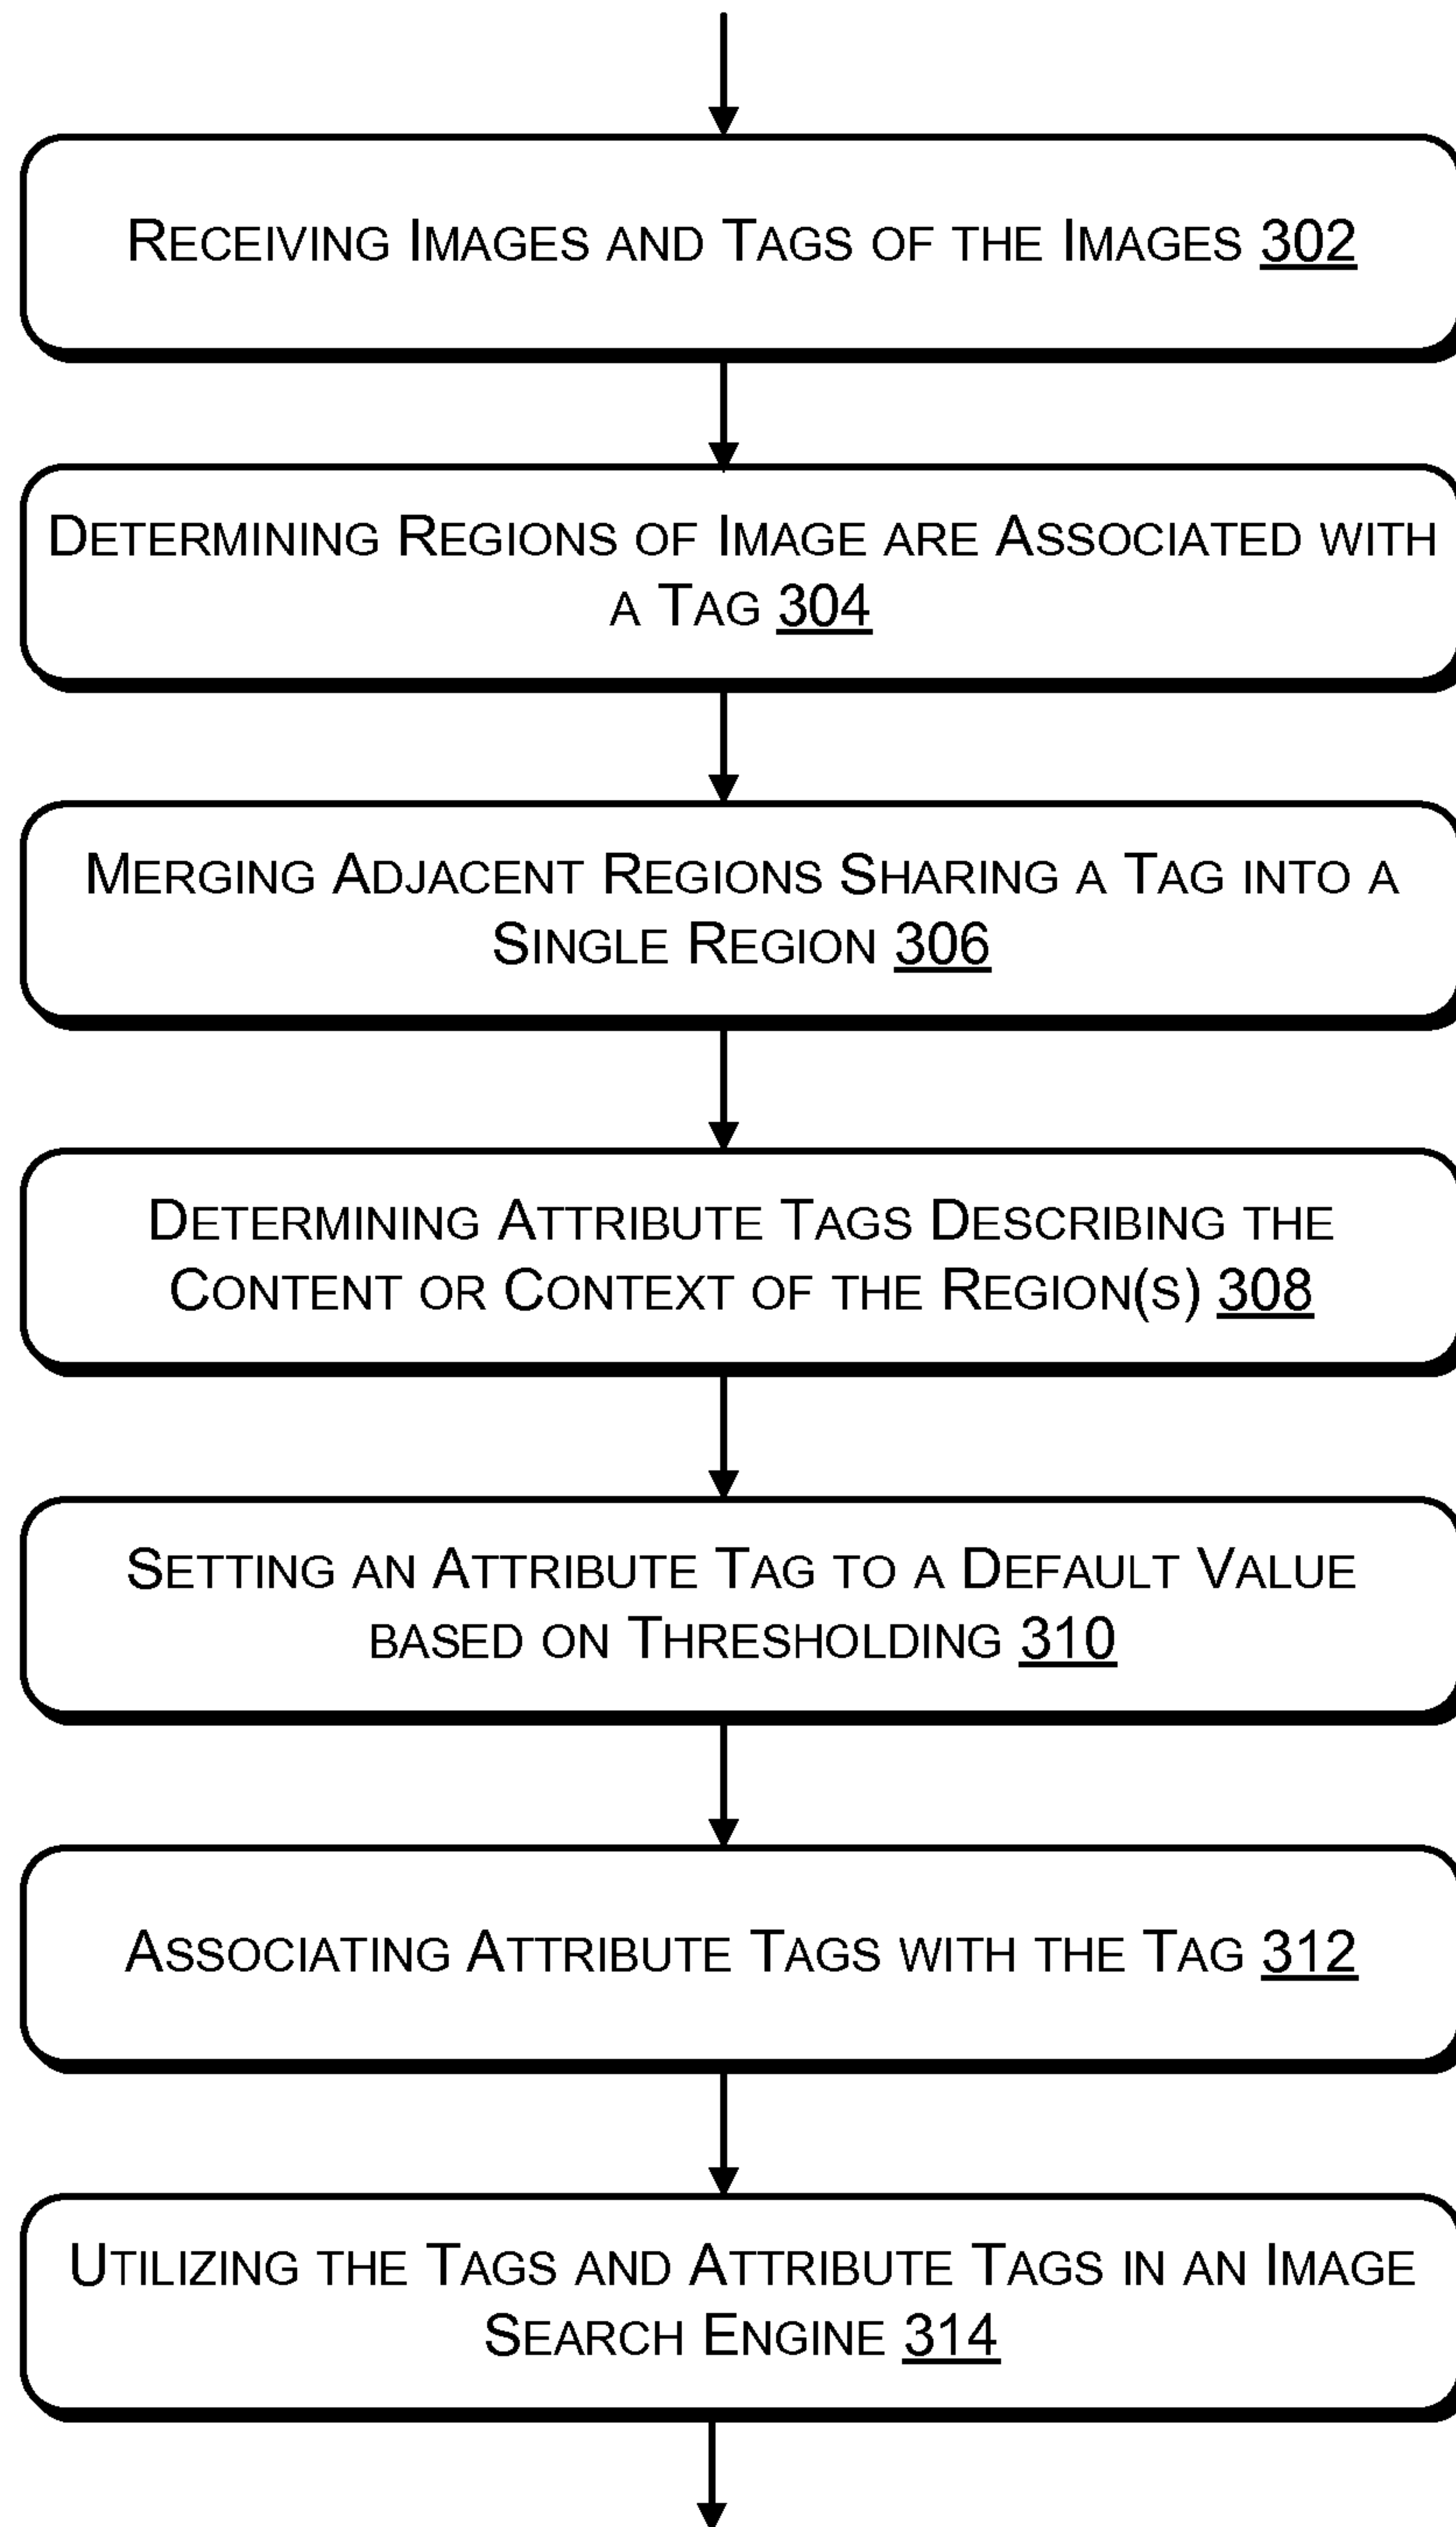 Receiving Images and Tags of the Images 302
Determining Regions of Image are Associated with
a Tag 304
Merging Adjacent Regions Sharing a Tag into a
Single Region 306
Determining Attribute Tags Describing the
Content or Context of the Region(s) 308
Setting an Attribute Tag to a Default Value
based on Thresholding 310
Associating Attribute Tags with the Tag 312
Utilizing the Tags and Attribute Tags in an Image
Search Engine 314